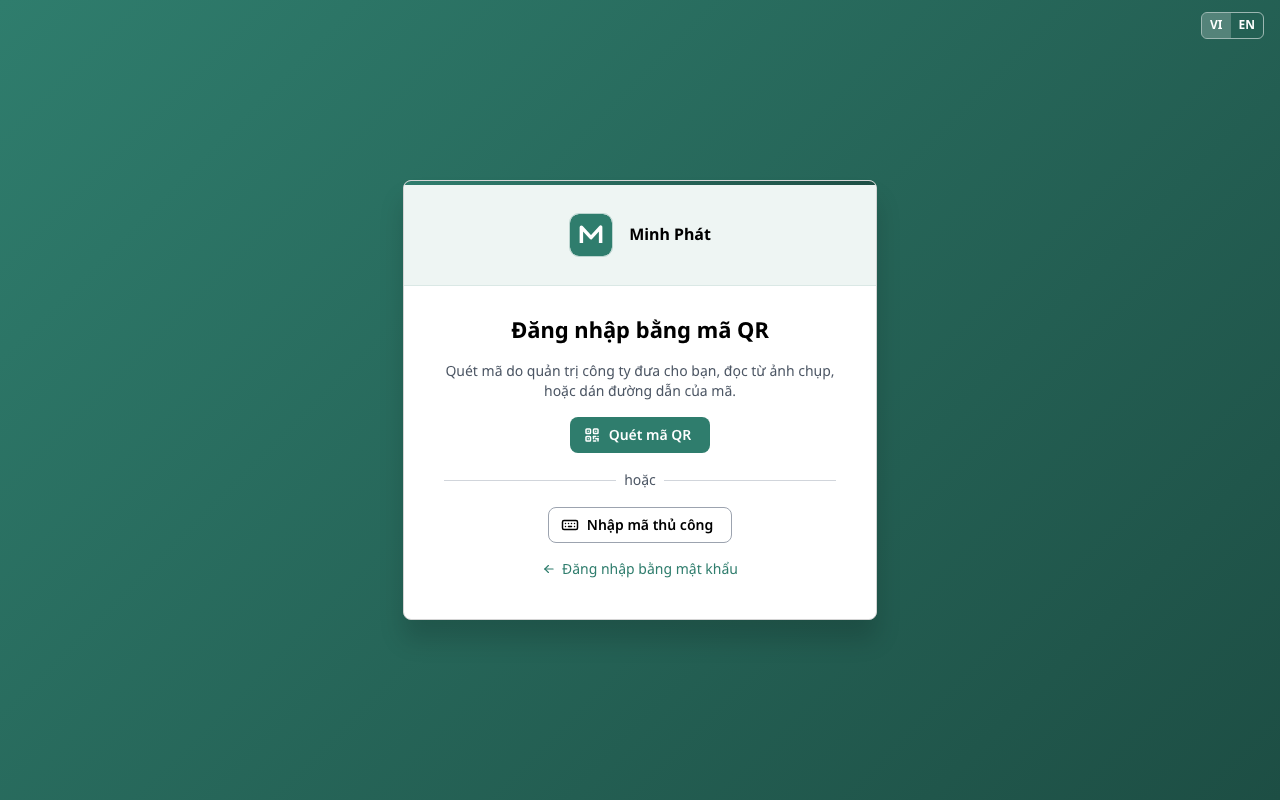 VI EN
Minh Phát
Đăng nhập bằng mã QR
Quét mã do quản trị công ty đưa cho bạn, đọc từ ảnh chụp,
hoặc dán đường dẫn của mã.
Quét mã QR
hoặc
Nhập mã thủ công
Đăng nhập bằng mật khẩu